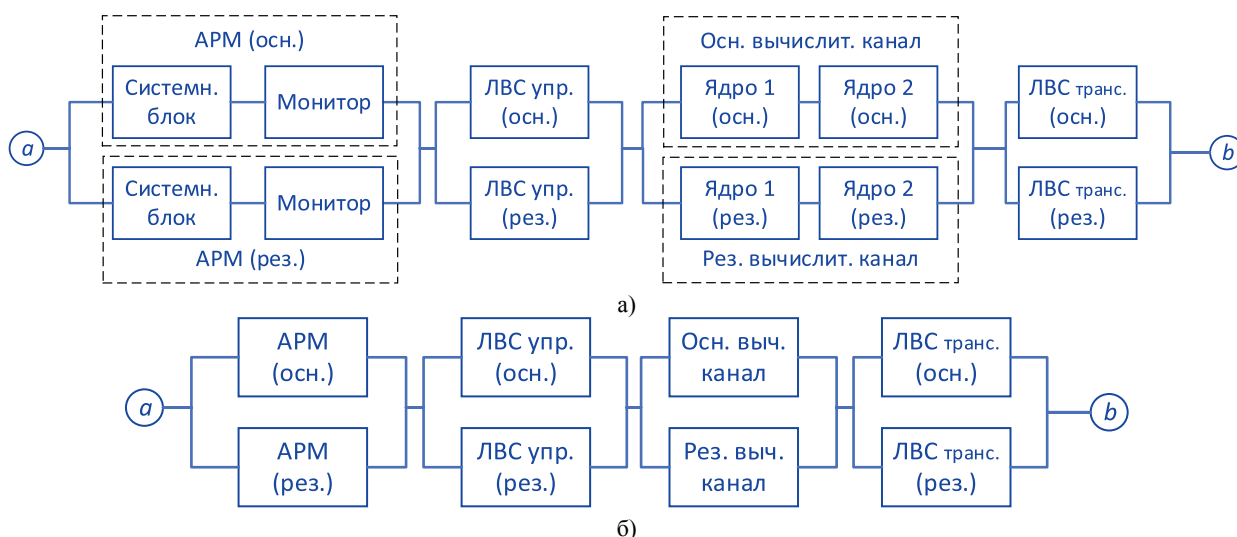 АРМ (осн.)
Осн. вычислит. канал
Системн. блок
Монитор
ЛВС упр. (осн.)
Ядро 1 (осн.)
Ядро 2 (осн.)
ЛВС транс. (осн.)
a
b
Системн. блок
Монитор
ЛВС упр. (рез.)
Ядро 1 (рез.)
Ядро 2 (рез.)
ЛВС транс. (рез.)
АРМ (рез.)
Рез. вычислит. канал
а)
АРМ (осн.)
ЛВС упр. (осн.)
Осн. выч. канал
ЛВС транс. (осн.)
a
b
АРМ (рез.)
ЛВС упр. (рез.)
Рез. выч. канал
ЛВС транс. (рез.)
б)